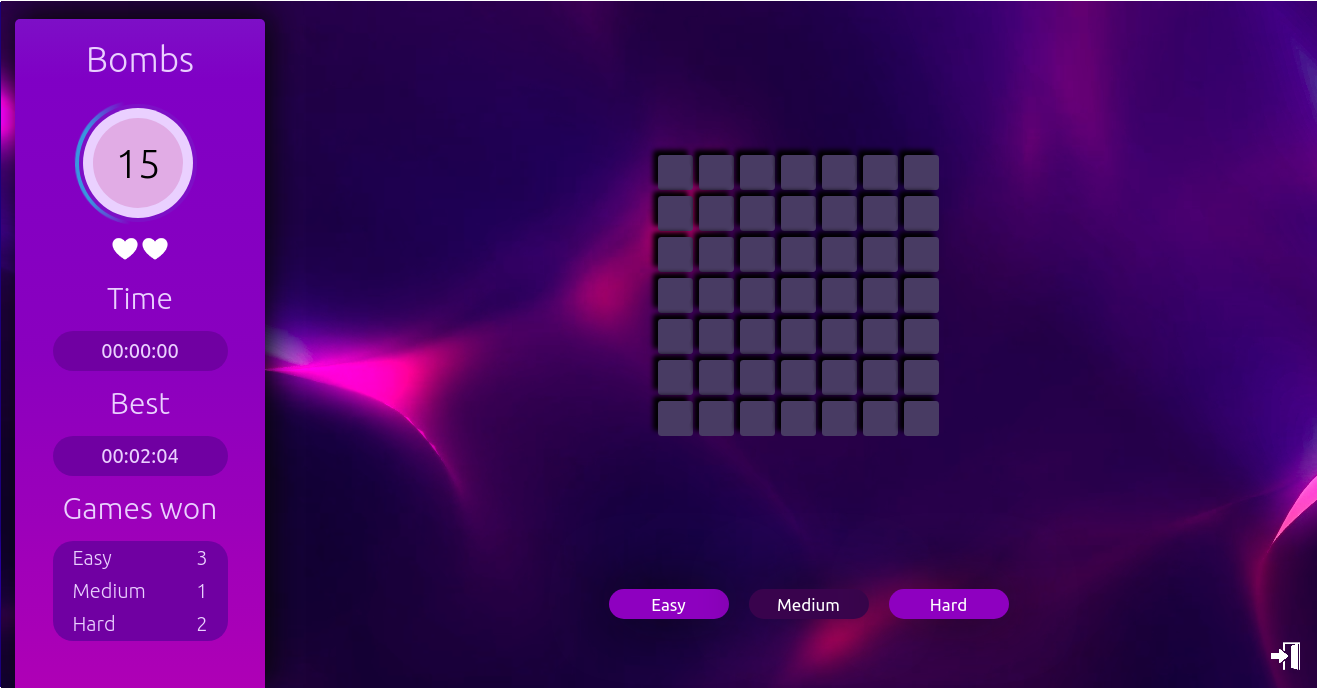 Bombs
15
Time
00:00:00
Best
00:02:04
Games won
Easy 3
Medium 1
Hard 2
Easy Medium Hard